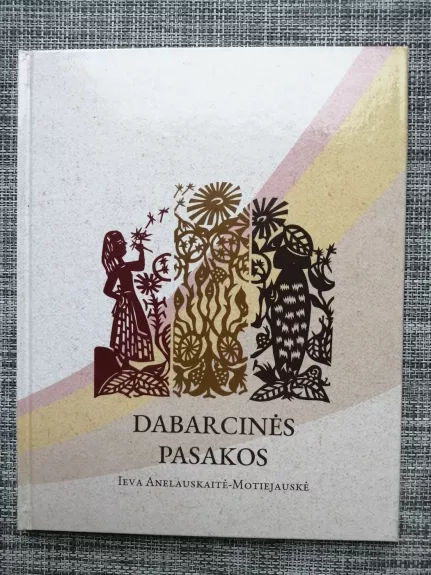 DABARCINĖS
PASAKOS
Ieva Anelauskaitė-Motiejauskė